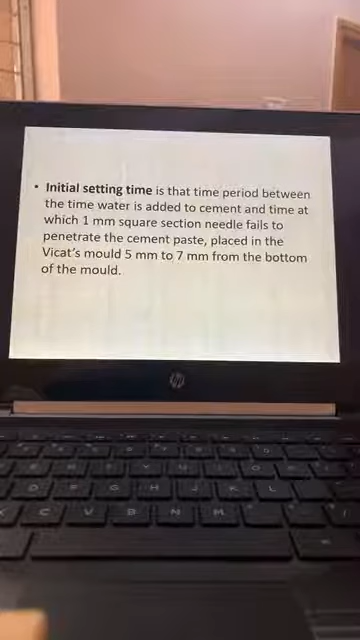 • Initial setting time is that time period between
the time water is added to cement and time at
which 1 mm square section needle fails to
penetrate the cement paste, placed in the
Vicat's mould 5 mm to 7 mm from the bottom
of the mould.
hp
O
D F G H J K L
X C V B N M